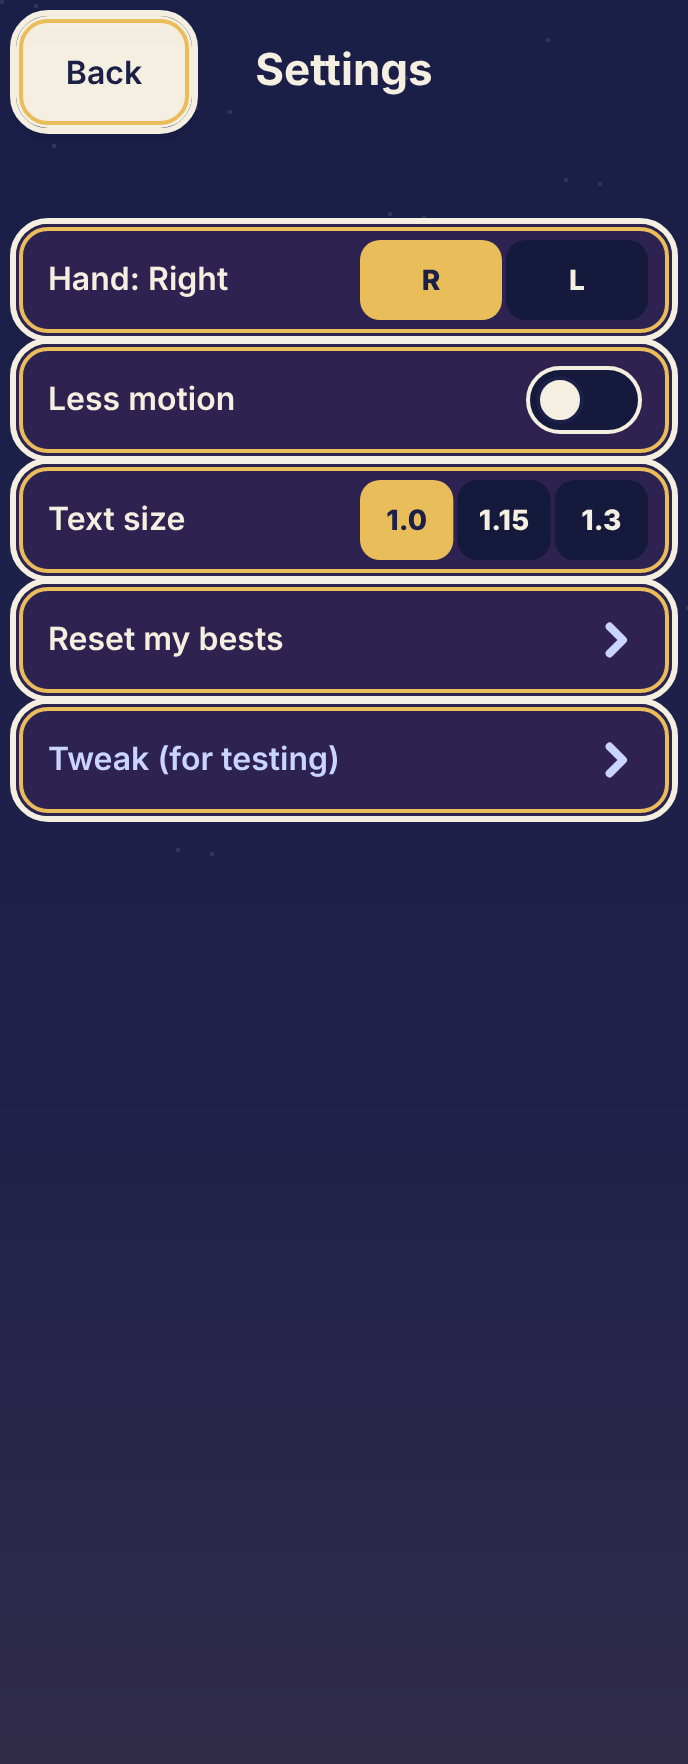 Back
Settings
Hand: Right
R
L
Less motion
Text size
1.0
1.15
1.3
Reset my bests
Tweak (for testing)